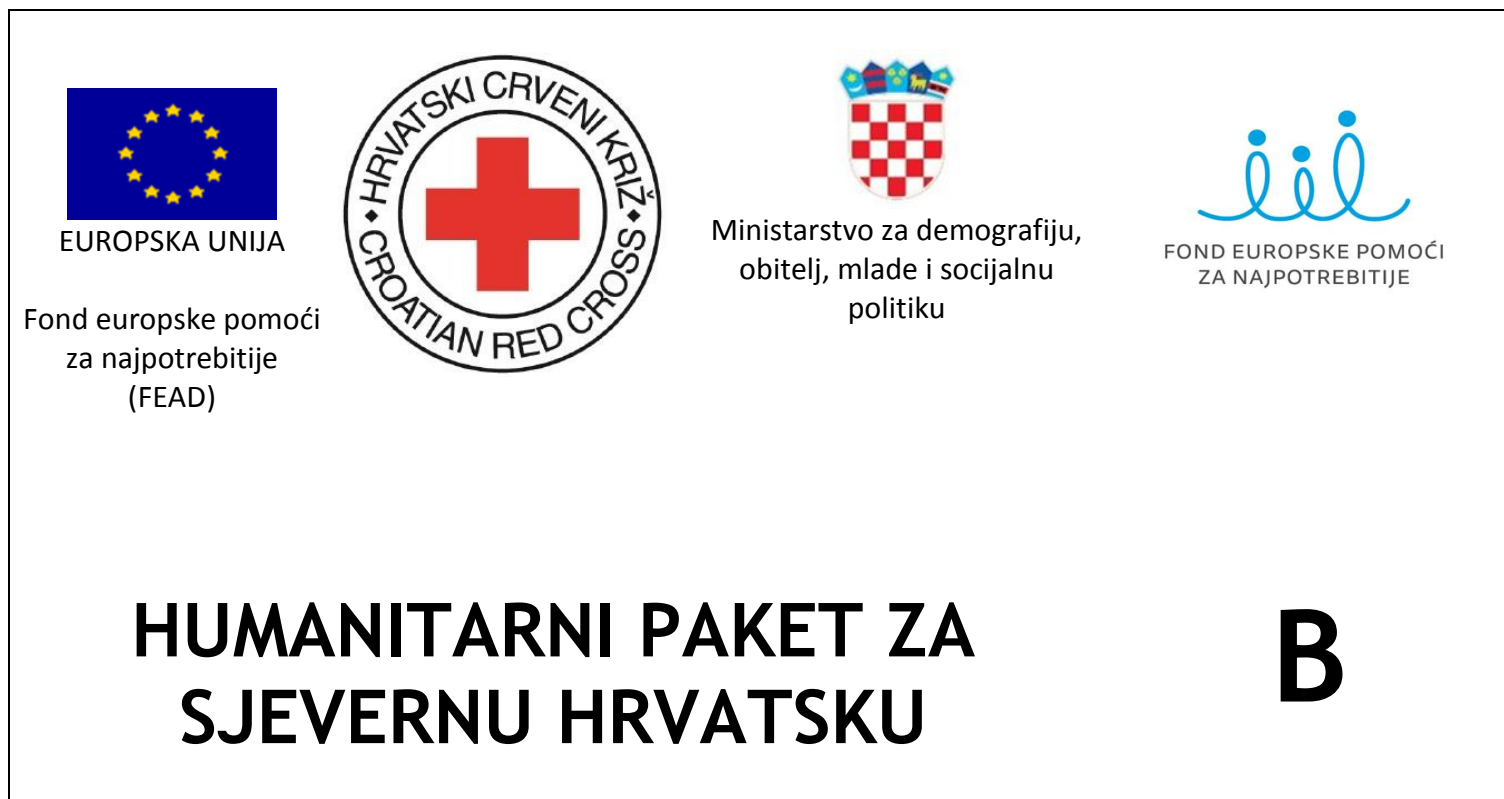 EUROPSKA UNIJA
Fond europske pomoći
za najpotrebitije
(FEAD)
HRVATSKI CRVENI KRIŽ
CROATIAN RED CROSS
Ministarstvo za demografiju,
obitelj, mlade i socijalnu
politiku
FOND EUROPSKE POMOĆI
ZA NAJPOTREBITIJE
HUMANITARNI PAKET ZA
SJEVERNU HRVATSKU
B